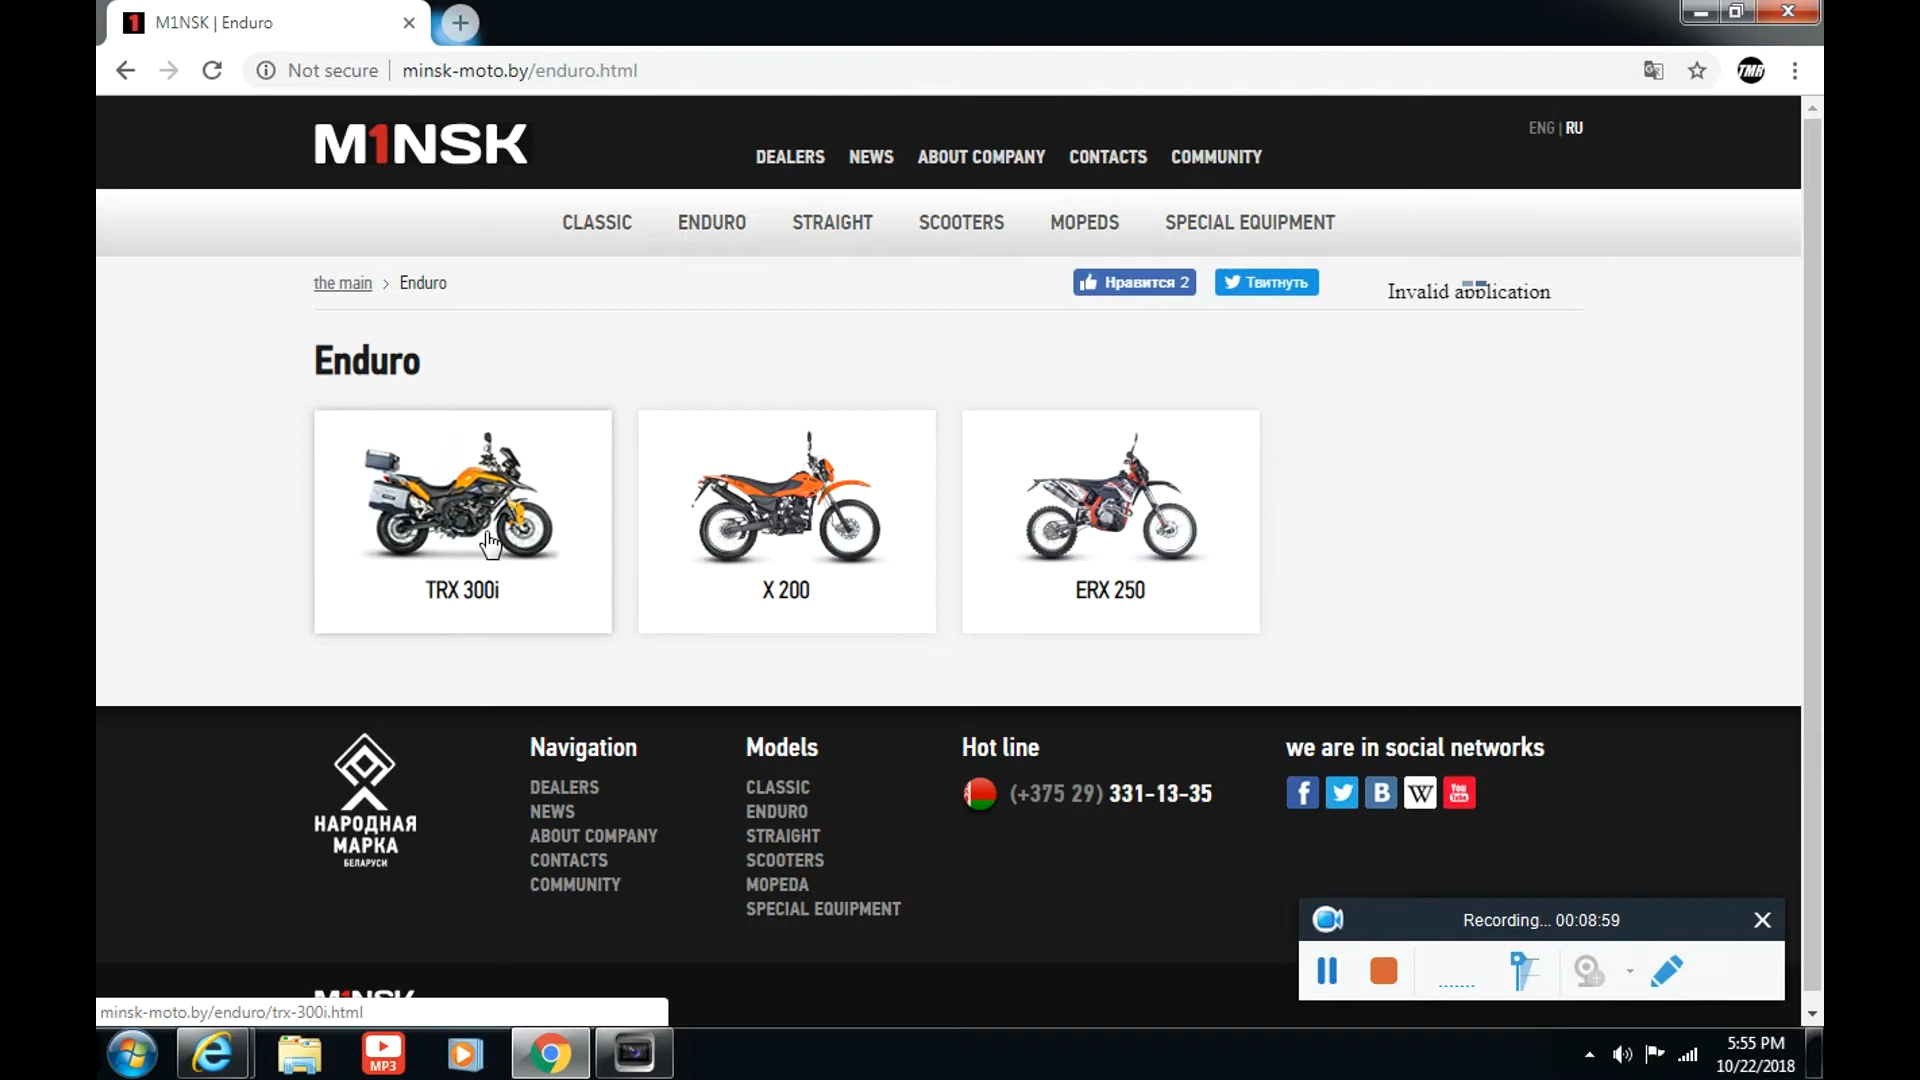 M1NSK | Enduro
Not secure
minsk-moto.by/enduro.html
TMR
M1NSK
DEALERS NEWS ABOUT COMPANY CONTACTS COMMUNITY
ENG | RU
CLASSIC ENDURO STRAIGHT SCOOTERS MOPEDS SPECIAL EQUIPMENT
the main > Enduro
Нравится 2
Твитнуть
Invalid application
Enduro
TRX 300i
X 200
ERX 250
НАРОДНАЯ
МАРКА
БЕЛАРУСИ
Navigation
DEALERS
NEWS
ABOUT COMPANY
CONTACTS
COMMUNITY
Models
CLASSIC
ENDURO
STRAIGHT
SCOOTERS
MOPEDA
SPECIAL EQUIPMENT
Hot line
(+375 29) 331-13-35
we are in social networks
You
Tube
Recording... 00:08:59
M1NSK
minsk-moto.by/enduro/trx-300i.html
MP3
5:55 PM
10/22/2018